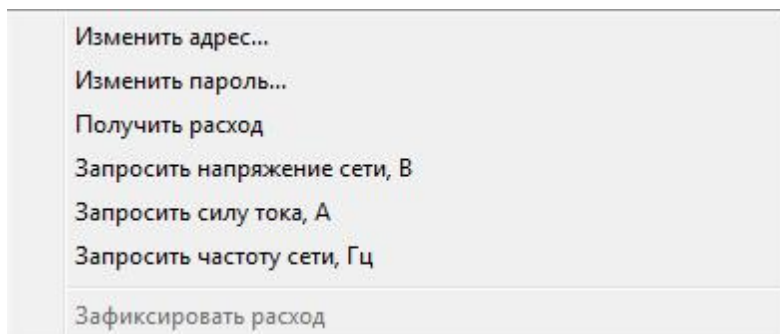 Изменить адрес...
Изменить пароль...
Получить расход
Запросить напряжение сети, В
Запросить силу тока, А
Запросить частоту сети, Гц
Зафиксировать расход